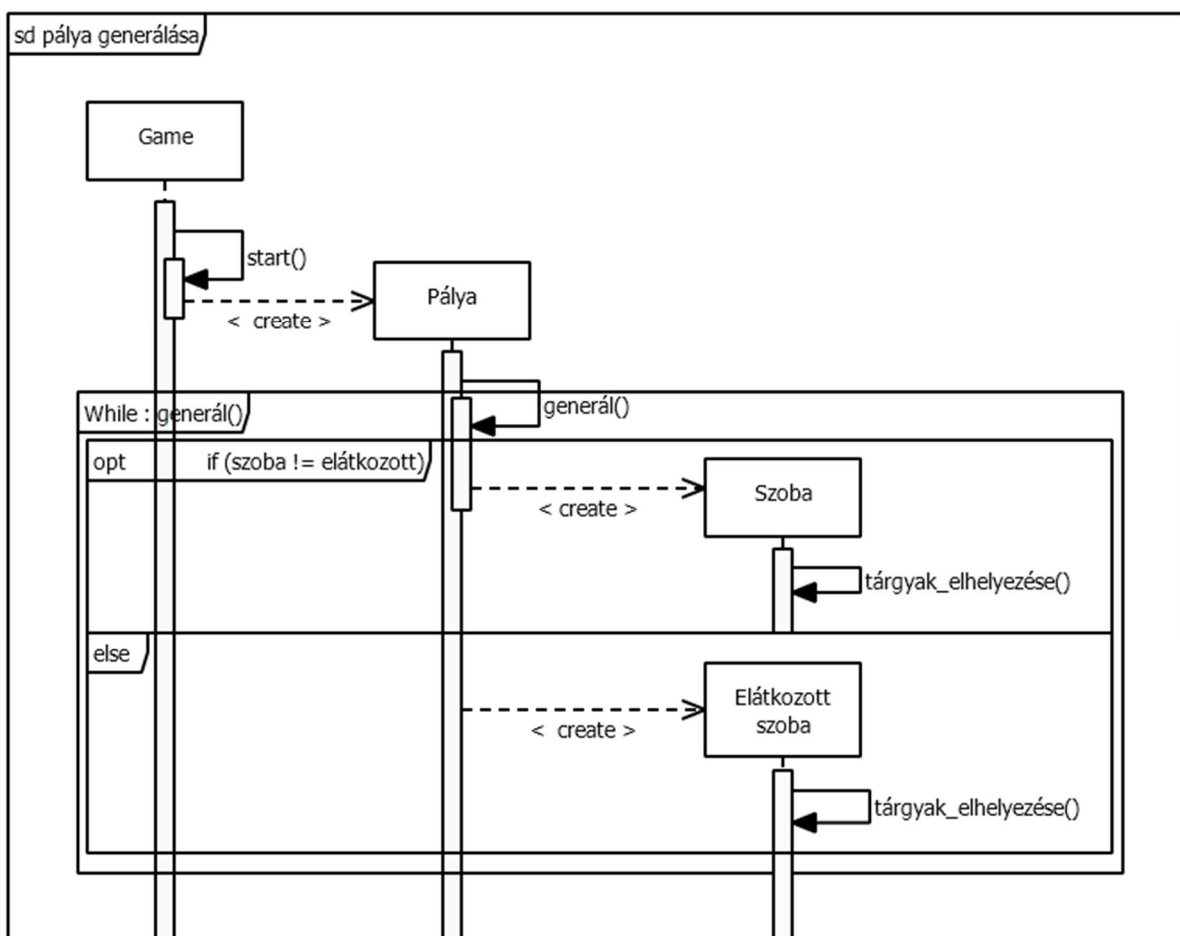 sd pálya generálása
Game
start()
< create >
Pálya
generál()
While : generál()
opt if (szoba != elátkozott)
< create >
Szoba
tárgyak_elhelyezése()
else
< create >
Elátkozott
szoba
tárgyak_elhelyezése()